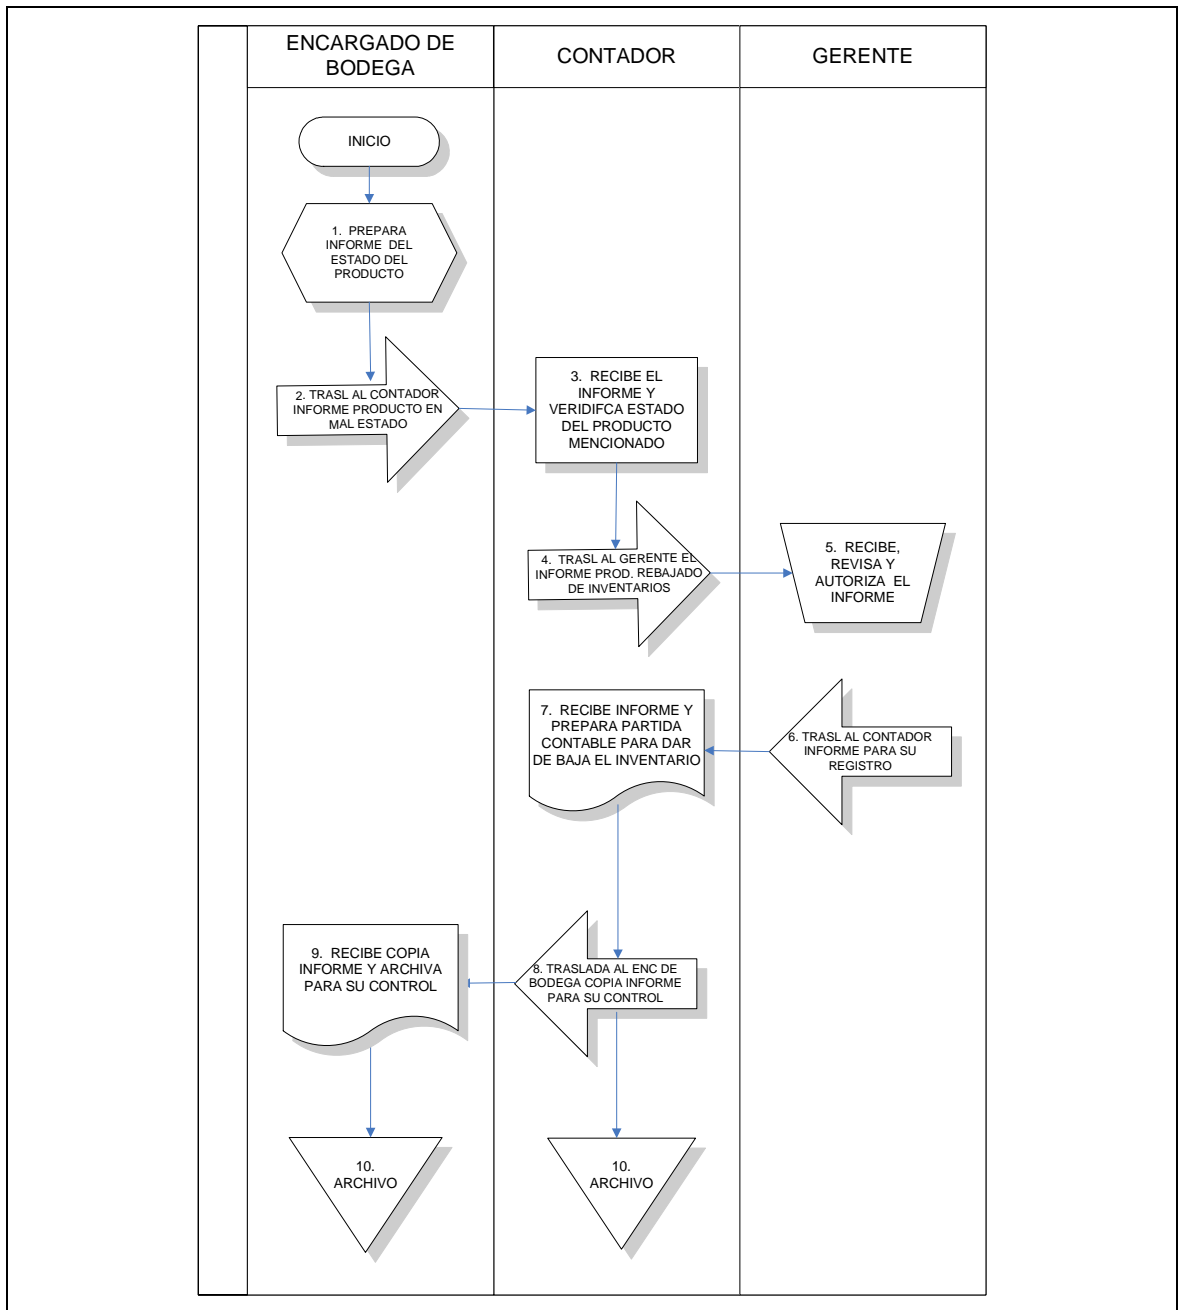 ENCARGADO DE
BODEGA
CONTADOR
GERENTE
INICIO
1. PREPARA
INFORME DEL
ESTADO DEL
PRODUCTO
2. TRASL AL CONTADOR
INFORME PRODUCTO EN
MAL ESTADO
3. RECIBE EL
INFORME Y
VERIDIFCA ESTADO
DEL PRODUCTO
MENCIONADO
4. TRASL AL GERENTE EL
INFORME PROD. REBAJADO
DE INVENTARIOS
5. RECIBE,
REVISA Y
AUTORIZA EL
INFORME
6. TRASL AL CONTADOR
INFORME PARA SU
REGISTRO
7. RECIBE INFORME Y
PREPARA PARTIDA
CONTABLE PARA DAR
DE BAJA EL INVENTARIO
8. TRASLADA AL ENC DE
BODEGA COPIA INFORME
PARA SU CONTROL
9. RECIBE COPIA
INFORME Y ARCHIVA
PARA SU CONTROL
10.
ARCHIVO
10.
ARCHIVO